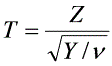 T = Z / √(Y/ν)